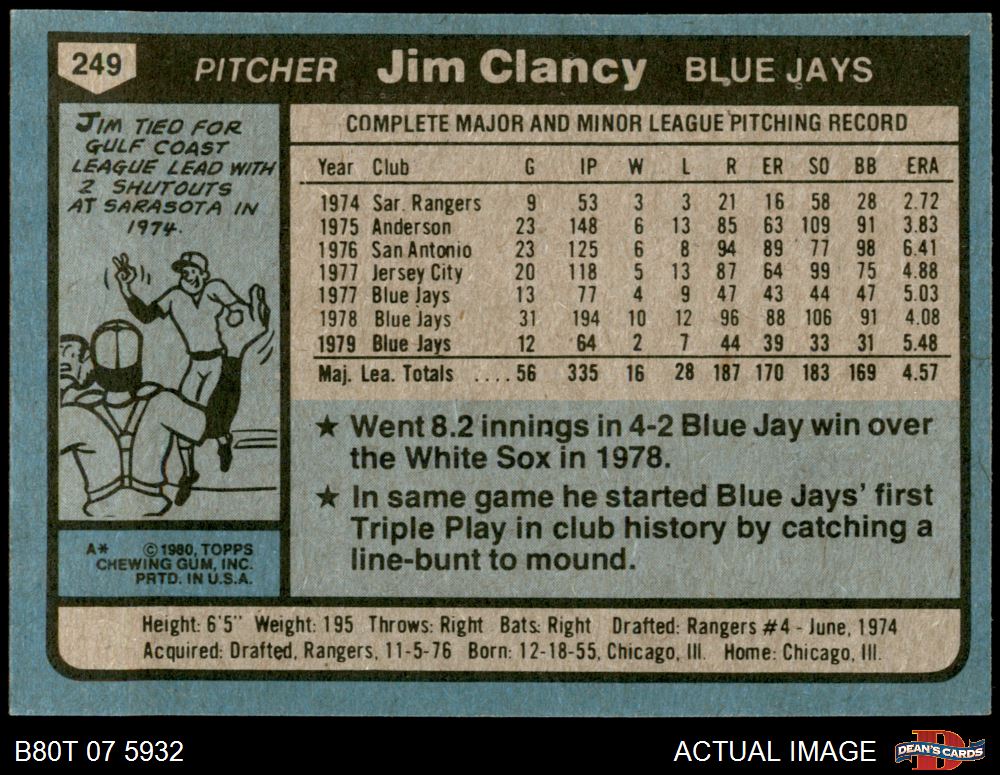 249 PITCHER Jim Clancy BLUE JAYS
JIM TIED FOR
GULF COAST
LEAGUE LEAD WITH
2 SHUTOUTS
AT SARASOTA IN
1974.
COMPLETE MAJOR AND MINOR LEAGUE PITCHING RECORD
Year Club G IP W L R ER SO BB ERA
1974 Sar. Rangers 9 53 3 3 21 16 58 28 2.72
1975 Anderson 23 148 6 13 85 63 109 91 3.83
1976 San Antonio 23 125 6 8 94 89 77 98 6.41
1977 Jersey City 20 118 5 13 87 64 99 75 4.88
1977 Blue Jays 13 77 4 9 47 43 44 47 5.03
1978 Blue Jays 31 194 10 12 96 88 106 91 4.08
1979 Blue Jays 12 64 2 7 44 39 33 31 5.48
Maj. Lea. Totals ....56 335 16 28 187 170 183 169 4.57
★ Went 8.2 innings in 4-2 Blue Jay win over
the White Sox in 1978.
★ In same game he started Blue Jays' first
Triple Play in club history by catching a
line-bunt to mound.
A* ©1980, TOPPS
CHEWING GUM, INC.
PRTD. IN U.S.A.
Height: 6'5" Weight: 195 Throws: Right Bats: Right Drafted: Rangers #4 - June, 1974
Acquired: Drafted, Rangers, 11-5-76 Born: 12-18-55, Chicago, Ill. Home: Chicago, Ill.
B80T 07 5932 ACTUAL IMAGE DEAN'S CARDS